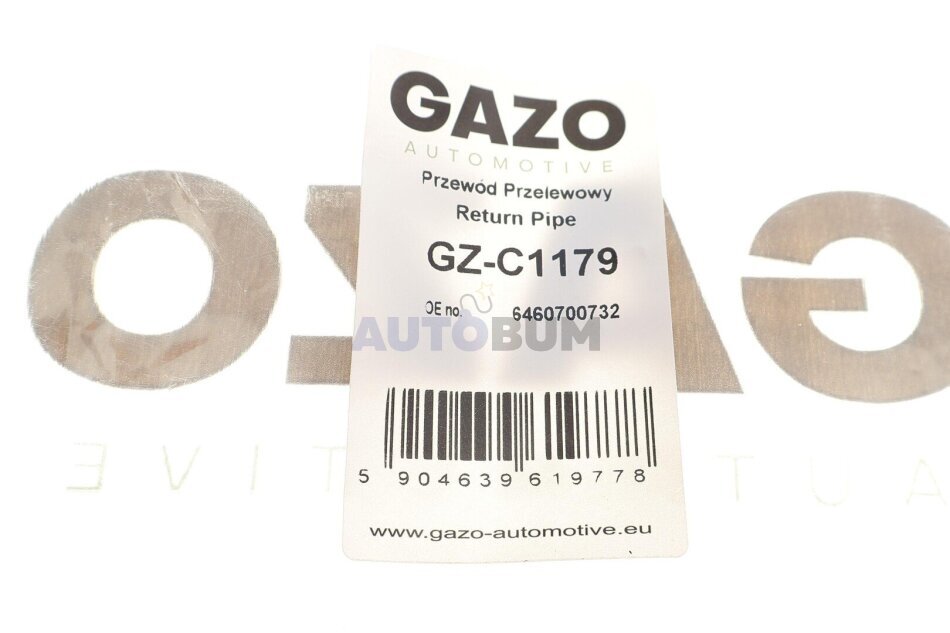 GAZO
AUTOMOTIVE
Przewód Przelewowy
Return Pipe
GZ-C1179
OE no. 6460700732
AUTOBUM
5 904639 619778
www.gazo-automotive.eu